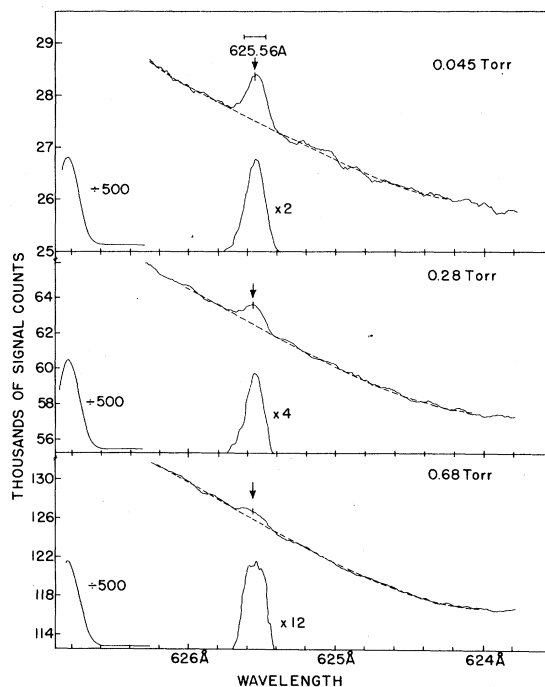 29
625.56A
0.045 Torr
28
27
÷500
x2
26
25
64
0.28 Torr
62
60
÷500
x4
58
56
130
0.68 Torr
126
122
÷500
118
x12
114
626Å
625Å
624Å
WAVELENGTH
THOUSANDS OF SIGNAL COUNTS